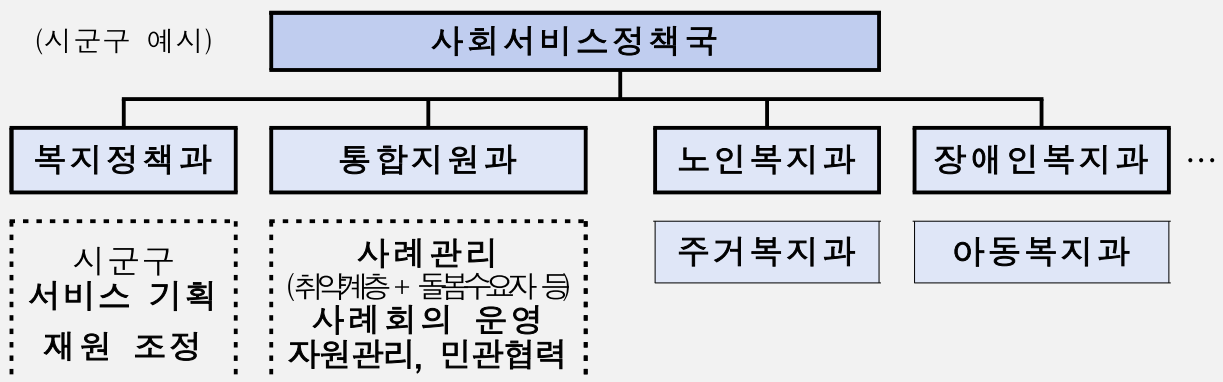 (시군구 예시)
사회서비스정책국
복지정책과
통합지원과
노인복지과
장애인복지과
…
시군구
서비스 기획
재원 조정
사례관리
(취약계층 + 돌봄수요자 등)
사례회의 운영
자원관리, 민관협력
주거복지과
아동복지과